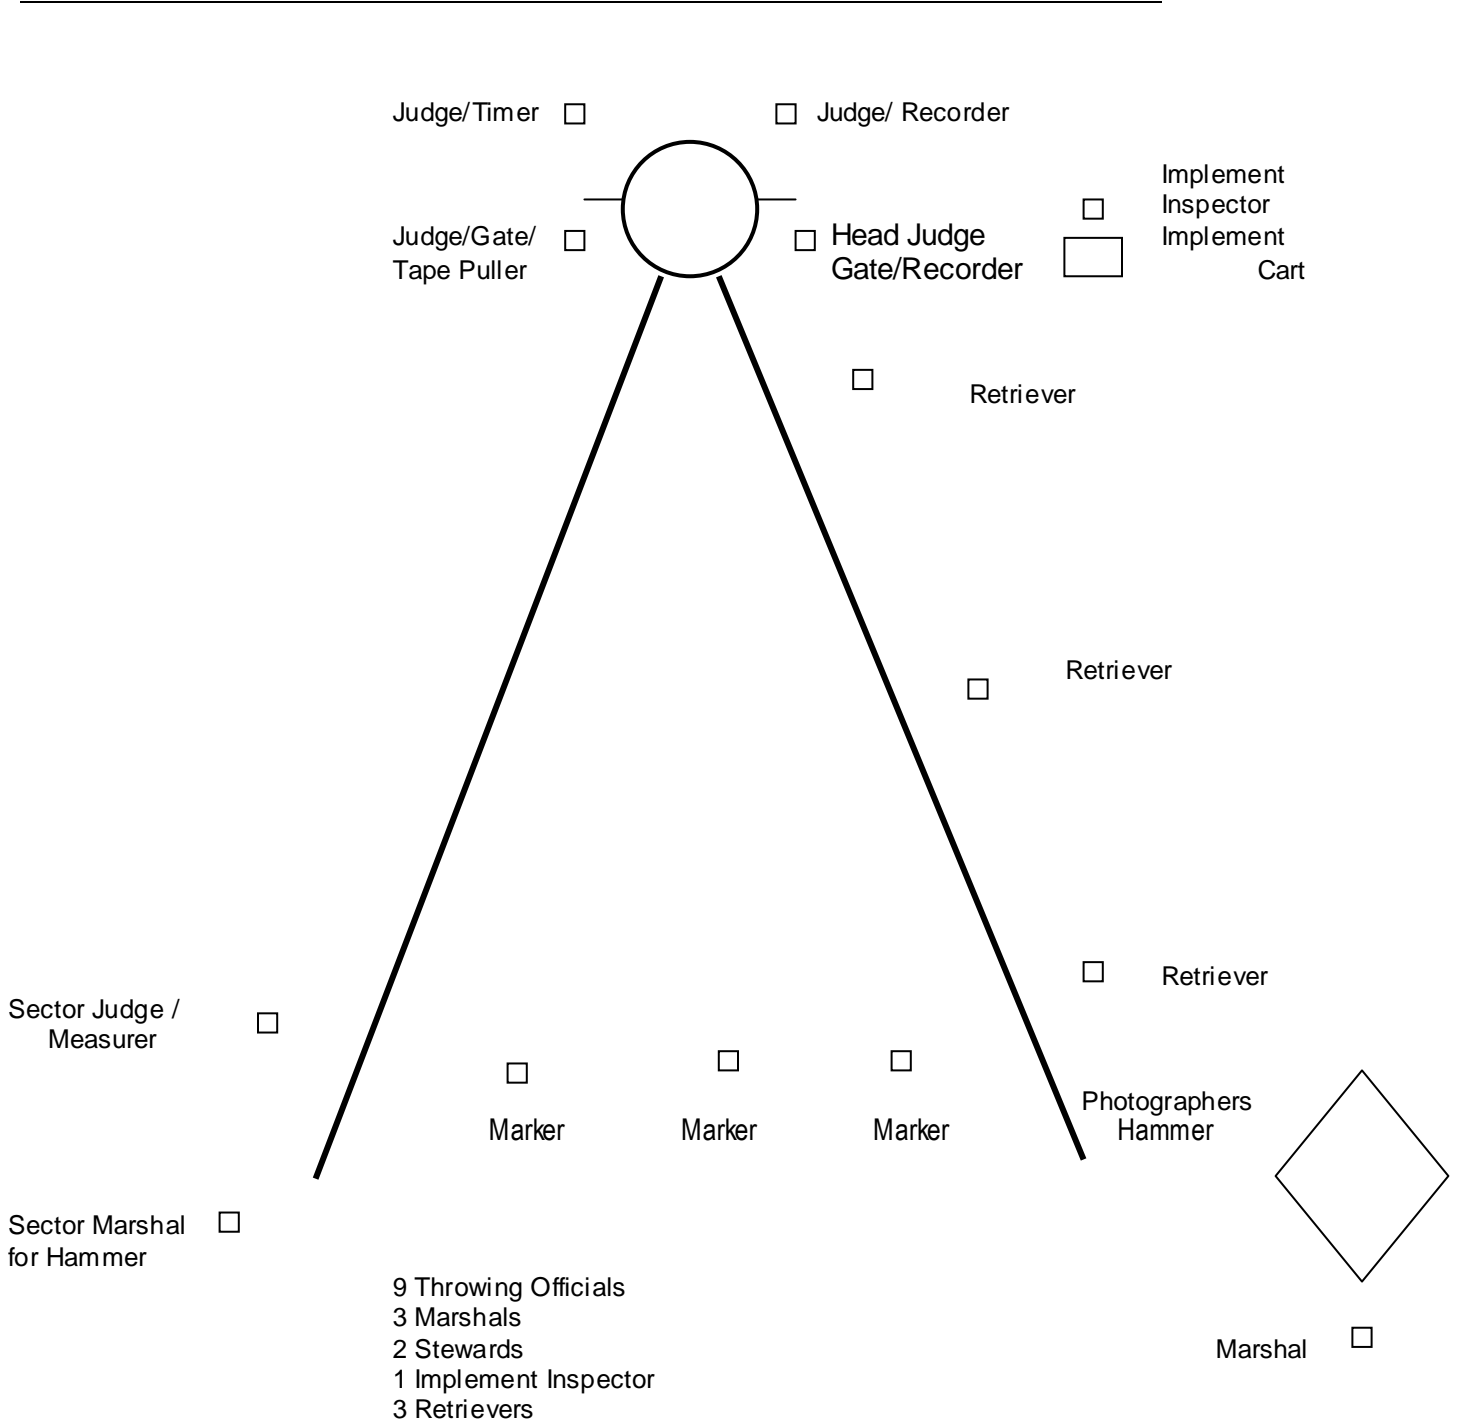 Judge/Timer
Judge/ Recorder
Implement
Inspector
Implement
Cart
Judge/Gate/
Tape Puller
Head Judge
Gate/Recorder
Retriever
Retriever
Retriever
Sector Judge /
Measurer
Marker
Marker
Marker
Photographers
Hammer
Sector Marshal
for Hammer
9 Throwing Officials
3 Marshals
2 Stewards
1 Implement Inspector
3 Retrievers
Marshal